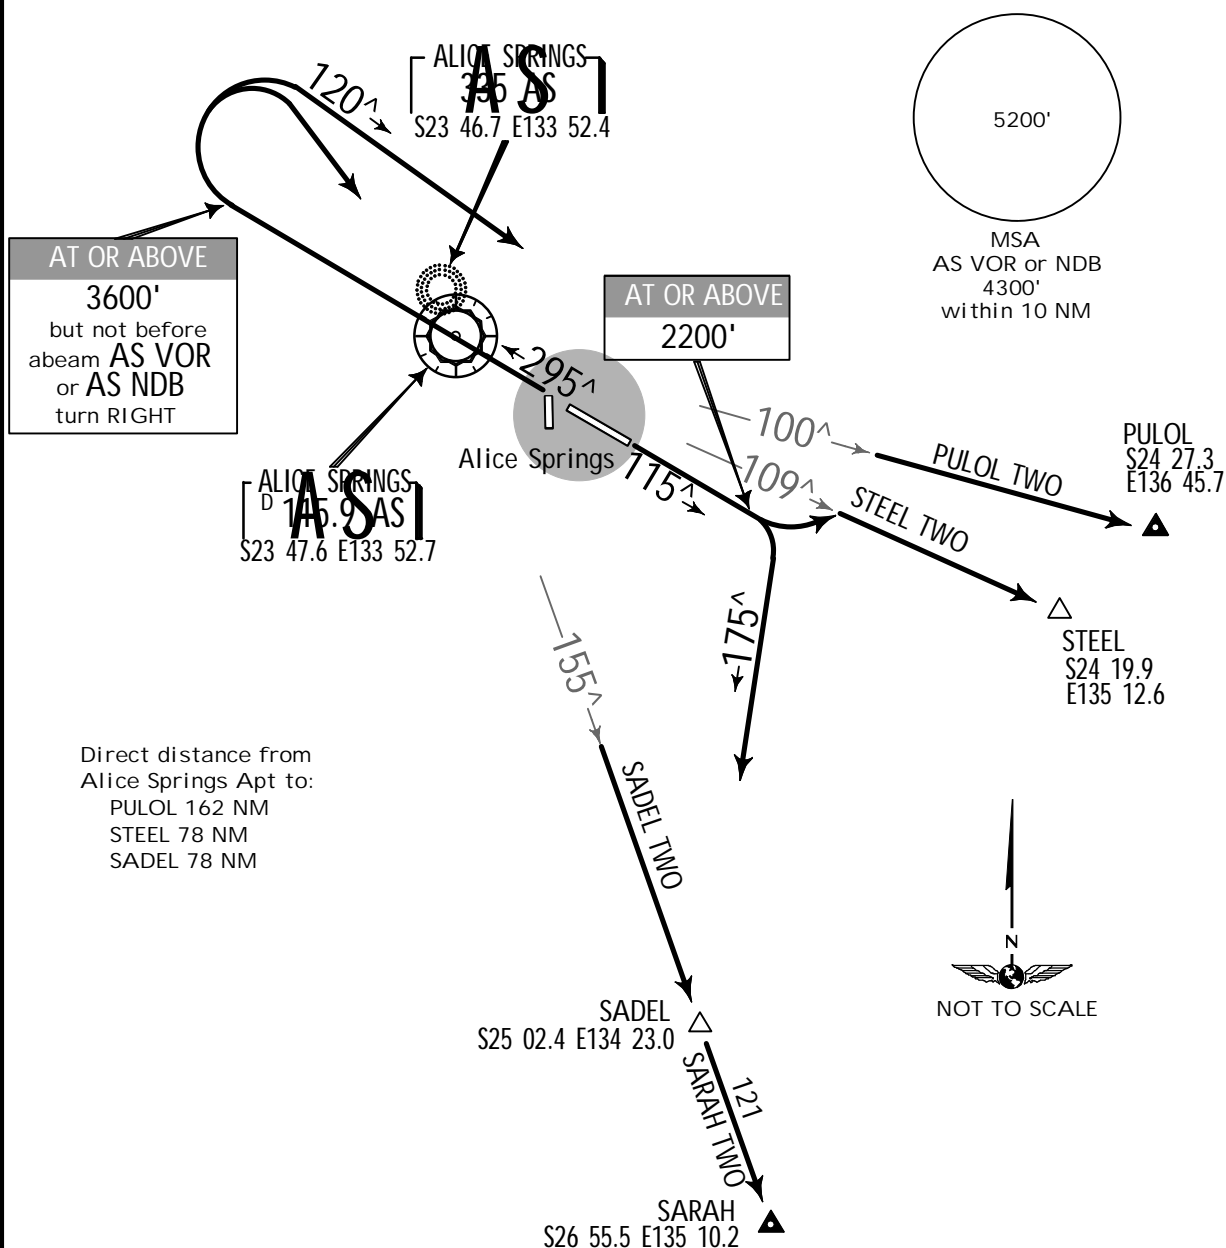 ALICE SPRINGS
335 AS
A S
S23 46.7 E133 52.4
120^
5200'
MSA
AS VOR or NDB
4300'
within 10 NM
AT OR ABOVE
3600'
but not before
abeam AS VOR
or AS NDB
turn RIGHT
AT OR ABOVE
2200'
295^
Alice Springs
115^
100^
109^
PULOL TWO
PULOL
S24 27.3
E136 45.7
STEEL TWO
STEEL
S24 19.9
E135 12.6
ALICE SPRINGS
D 115.9 AS
A S
S23 47.6 E133 52.7
175^
155^
Direct distance from
Alice Springs Apt to:
PULOL 162 NM
STEEL 78 NM
SADEL 78 NM
SADEL TWO
N
NOT TO SCALE
SADEL
S25 02.4 E134 23.0
121
SARAH TWO
SARAH
S26 55.5 E135 10.2